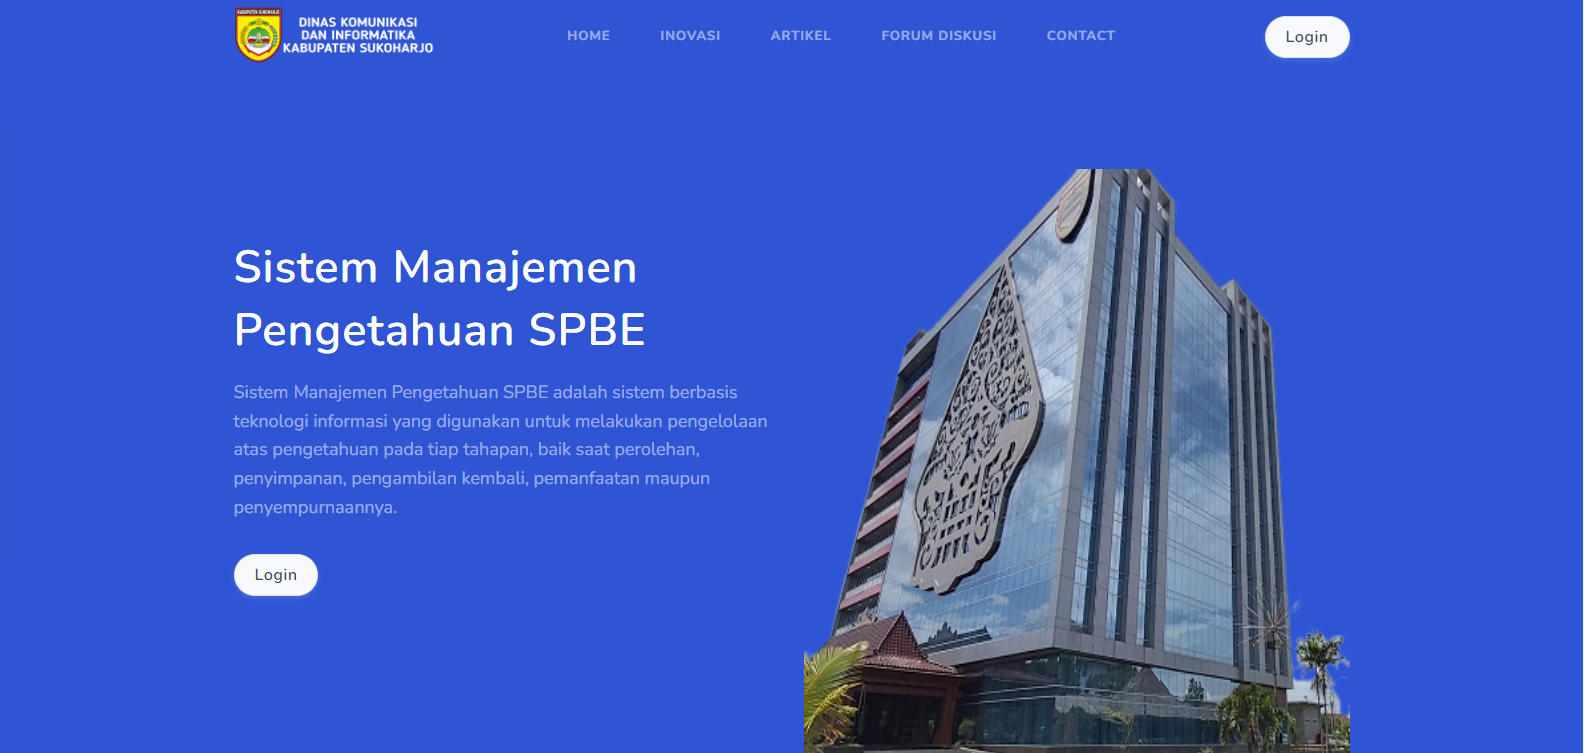 KABUPATEN SUKOHARJO
DINAS KOMUNIKASI
DAN INFORMATIKA
KABUPATEN SUKOHARJO
HOME
INOVASI
ARTIKEL
FORUM DISKUSI
CONTACT
Login
Sistem Manajemen
Pengetahuan SPBE
Sistem Manajemen Pengetahuan SPBE adalah sistem berbasis
teknologi informasi yang digunakan untuk melakukan pengelolaan
atas pengetahuan pada tiap tahapan, baik saat perolehan,
penyimpanan, pengambilan kembali, pemanfaatan maupun
penyempurnaannya.
Login